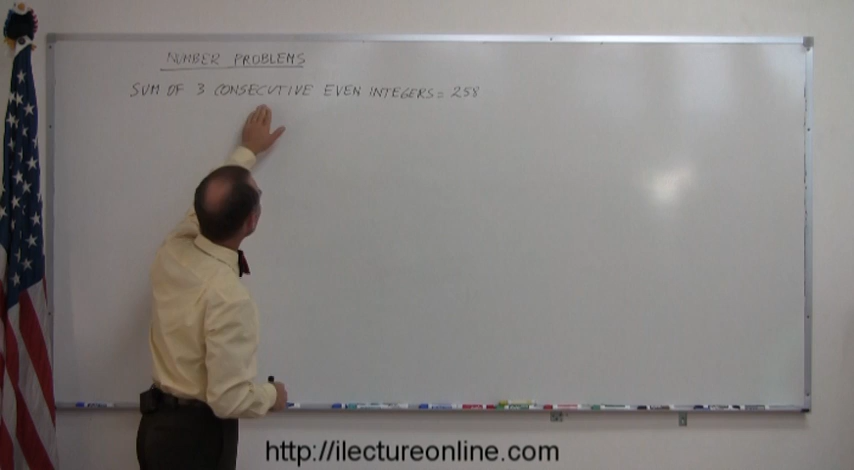 NUMBER PROBLEMS
SUM OF 3 CONSECUTIVE EVEN INTEGERS = 258
http://ilectureonline.com